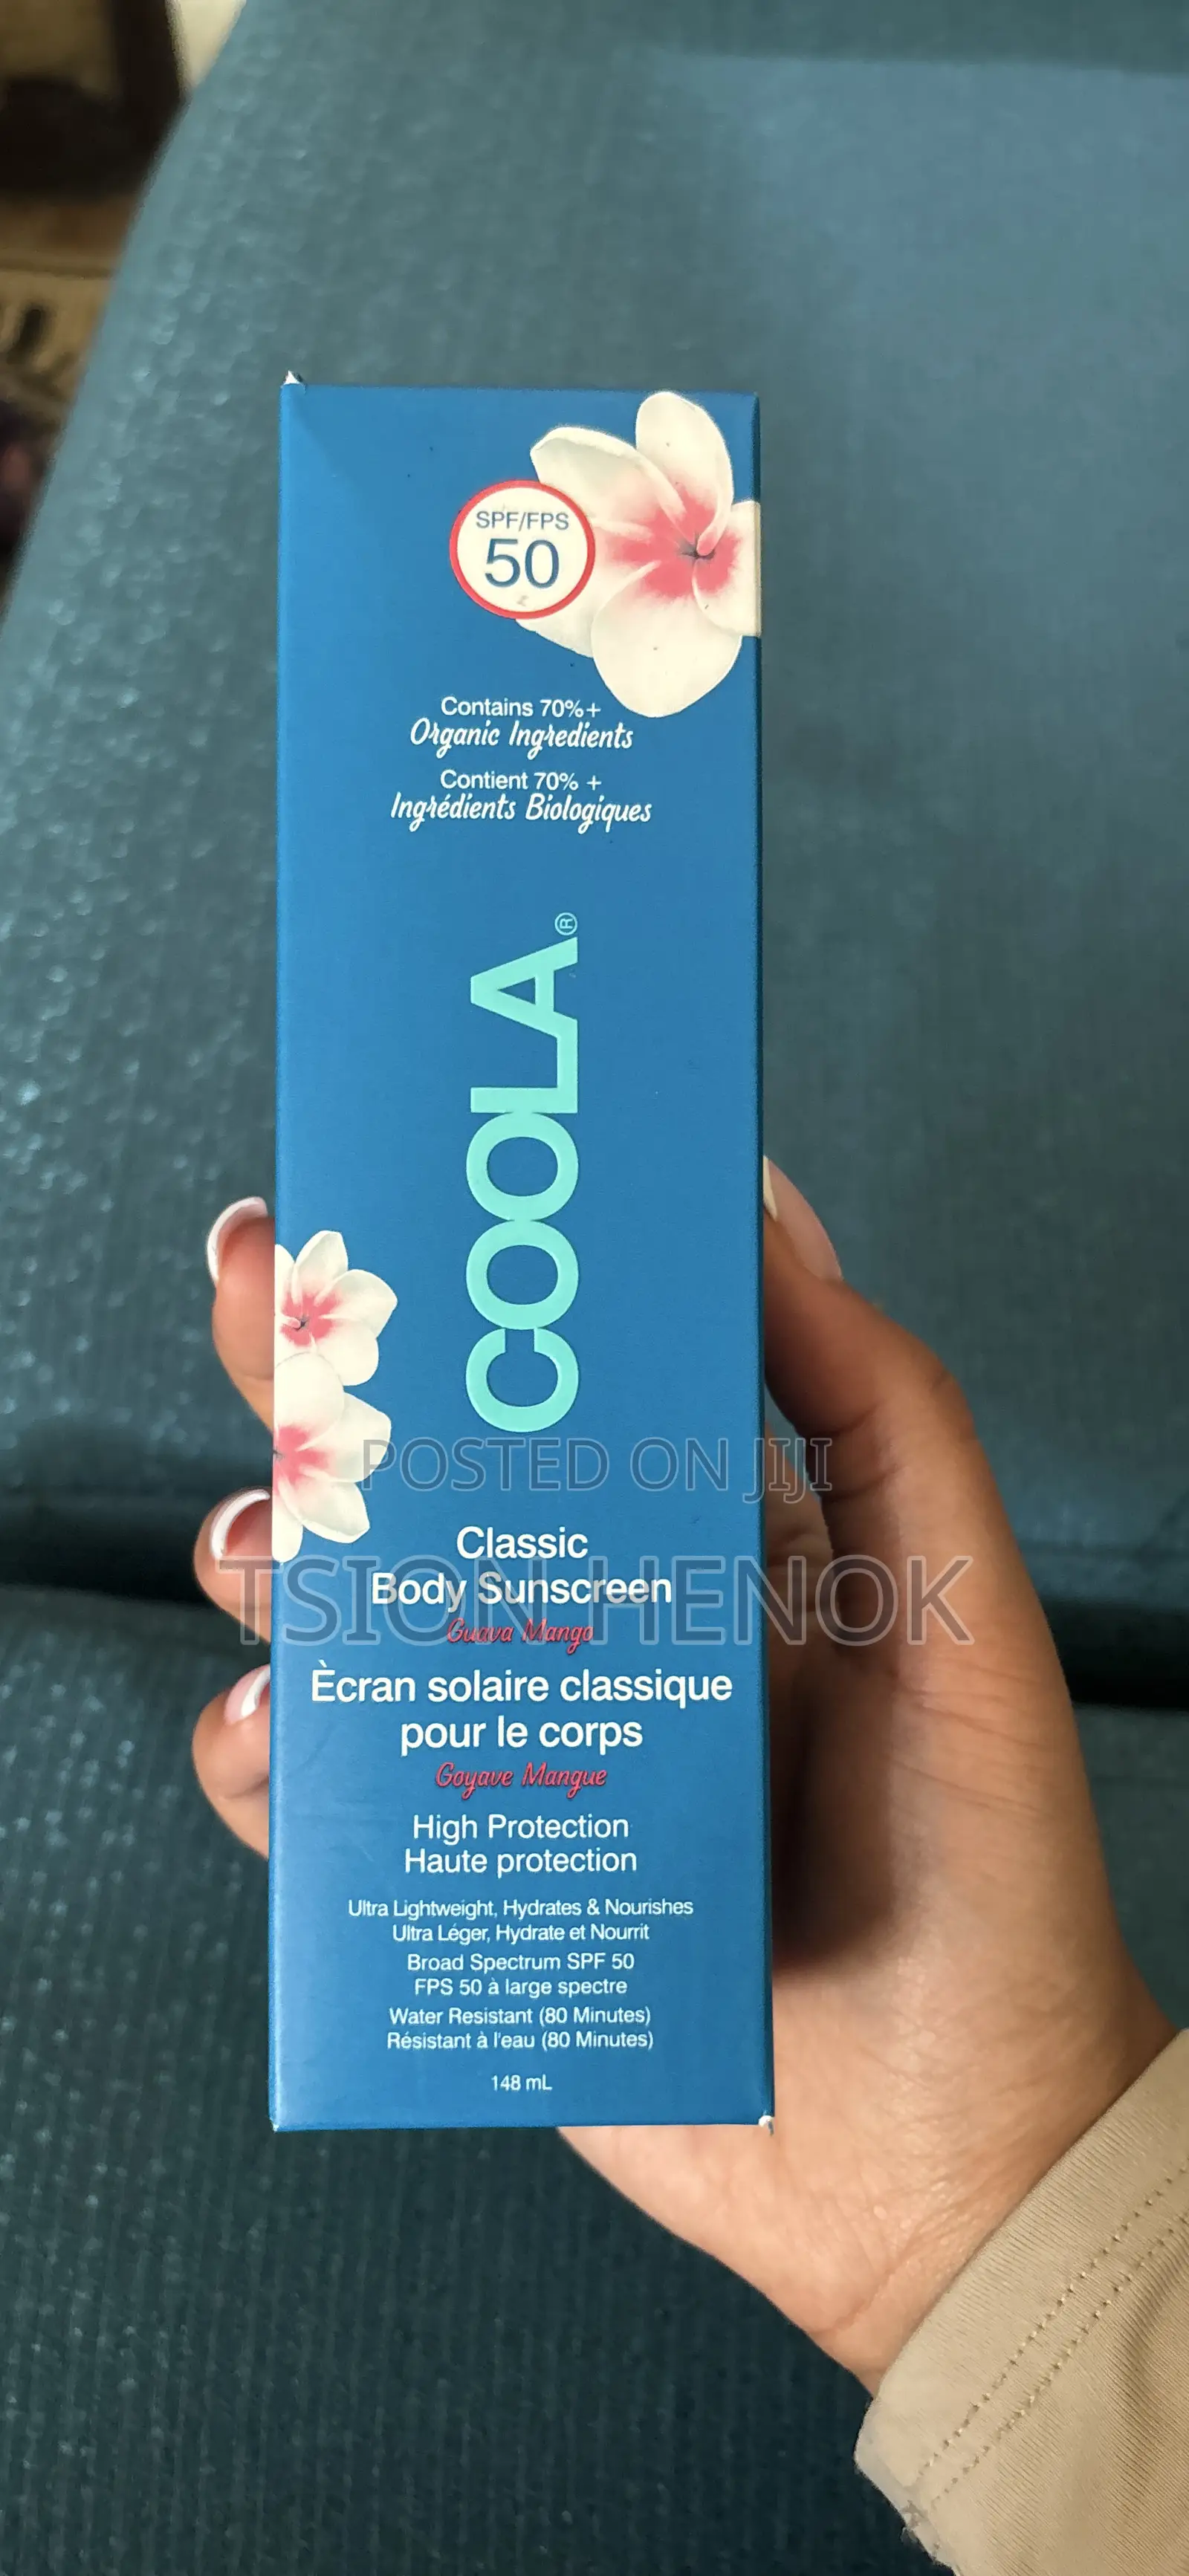 SPF/FPS
50
Contains 70%+
Organic Ingredients
Contient 70% +
Ingrédients Biologiques
COOLA®
POSTED ON JIJI
Classic
Body Sunscreen
TSION HENOK
Guava Mango
Ècran solaire classique
pour le corps
Goyave Mangue
High Protection
Haute protection
Ultra Lightweight, Hydrates & Nourishes
Ultra Léger, Hydrate et Nourrit
Broad Spectrum SPF 50
FPS 50 à large spectre
Water Resistant (80 Minutes)
Résistant à l'eau (80 Minutes)
148 mL